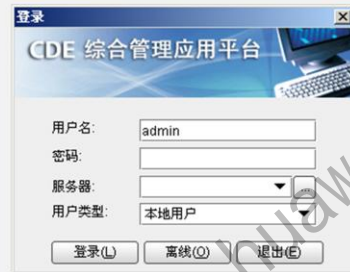 登录
CDE 综合管理应用平台
用户名: admin
密码:
服务器: ...
用户类型: 本地用户
登录(L) 离线(O) 退出(E)
huaw